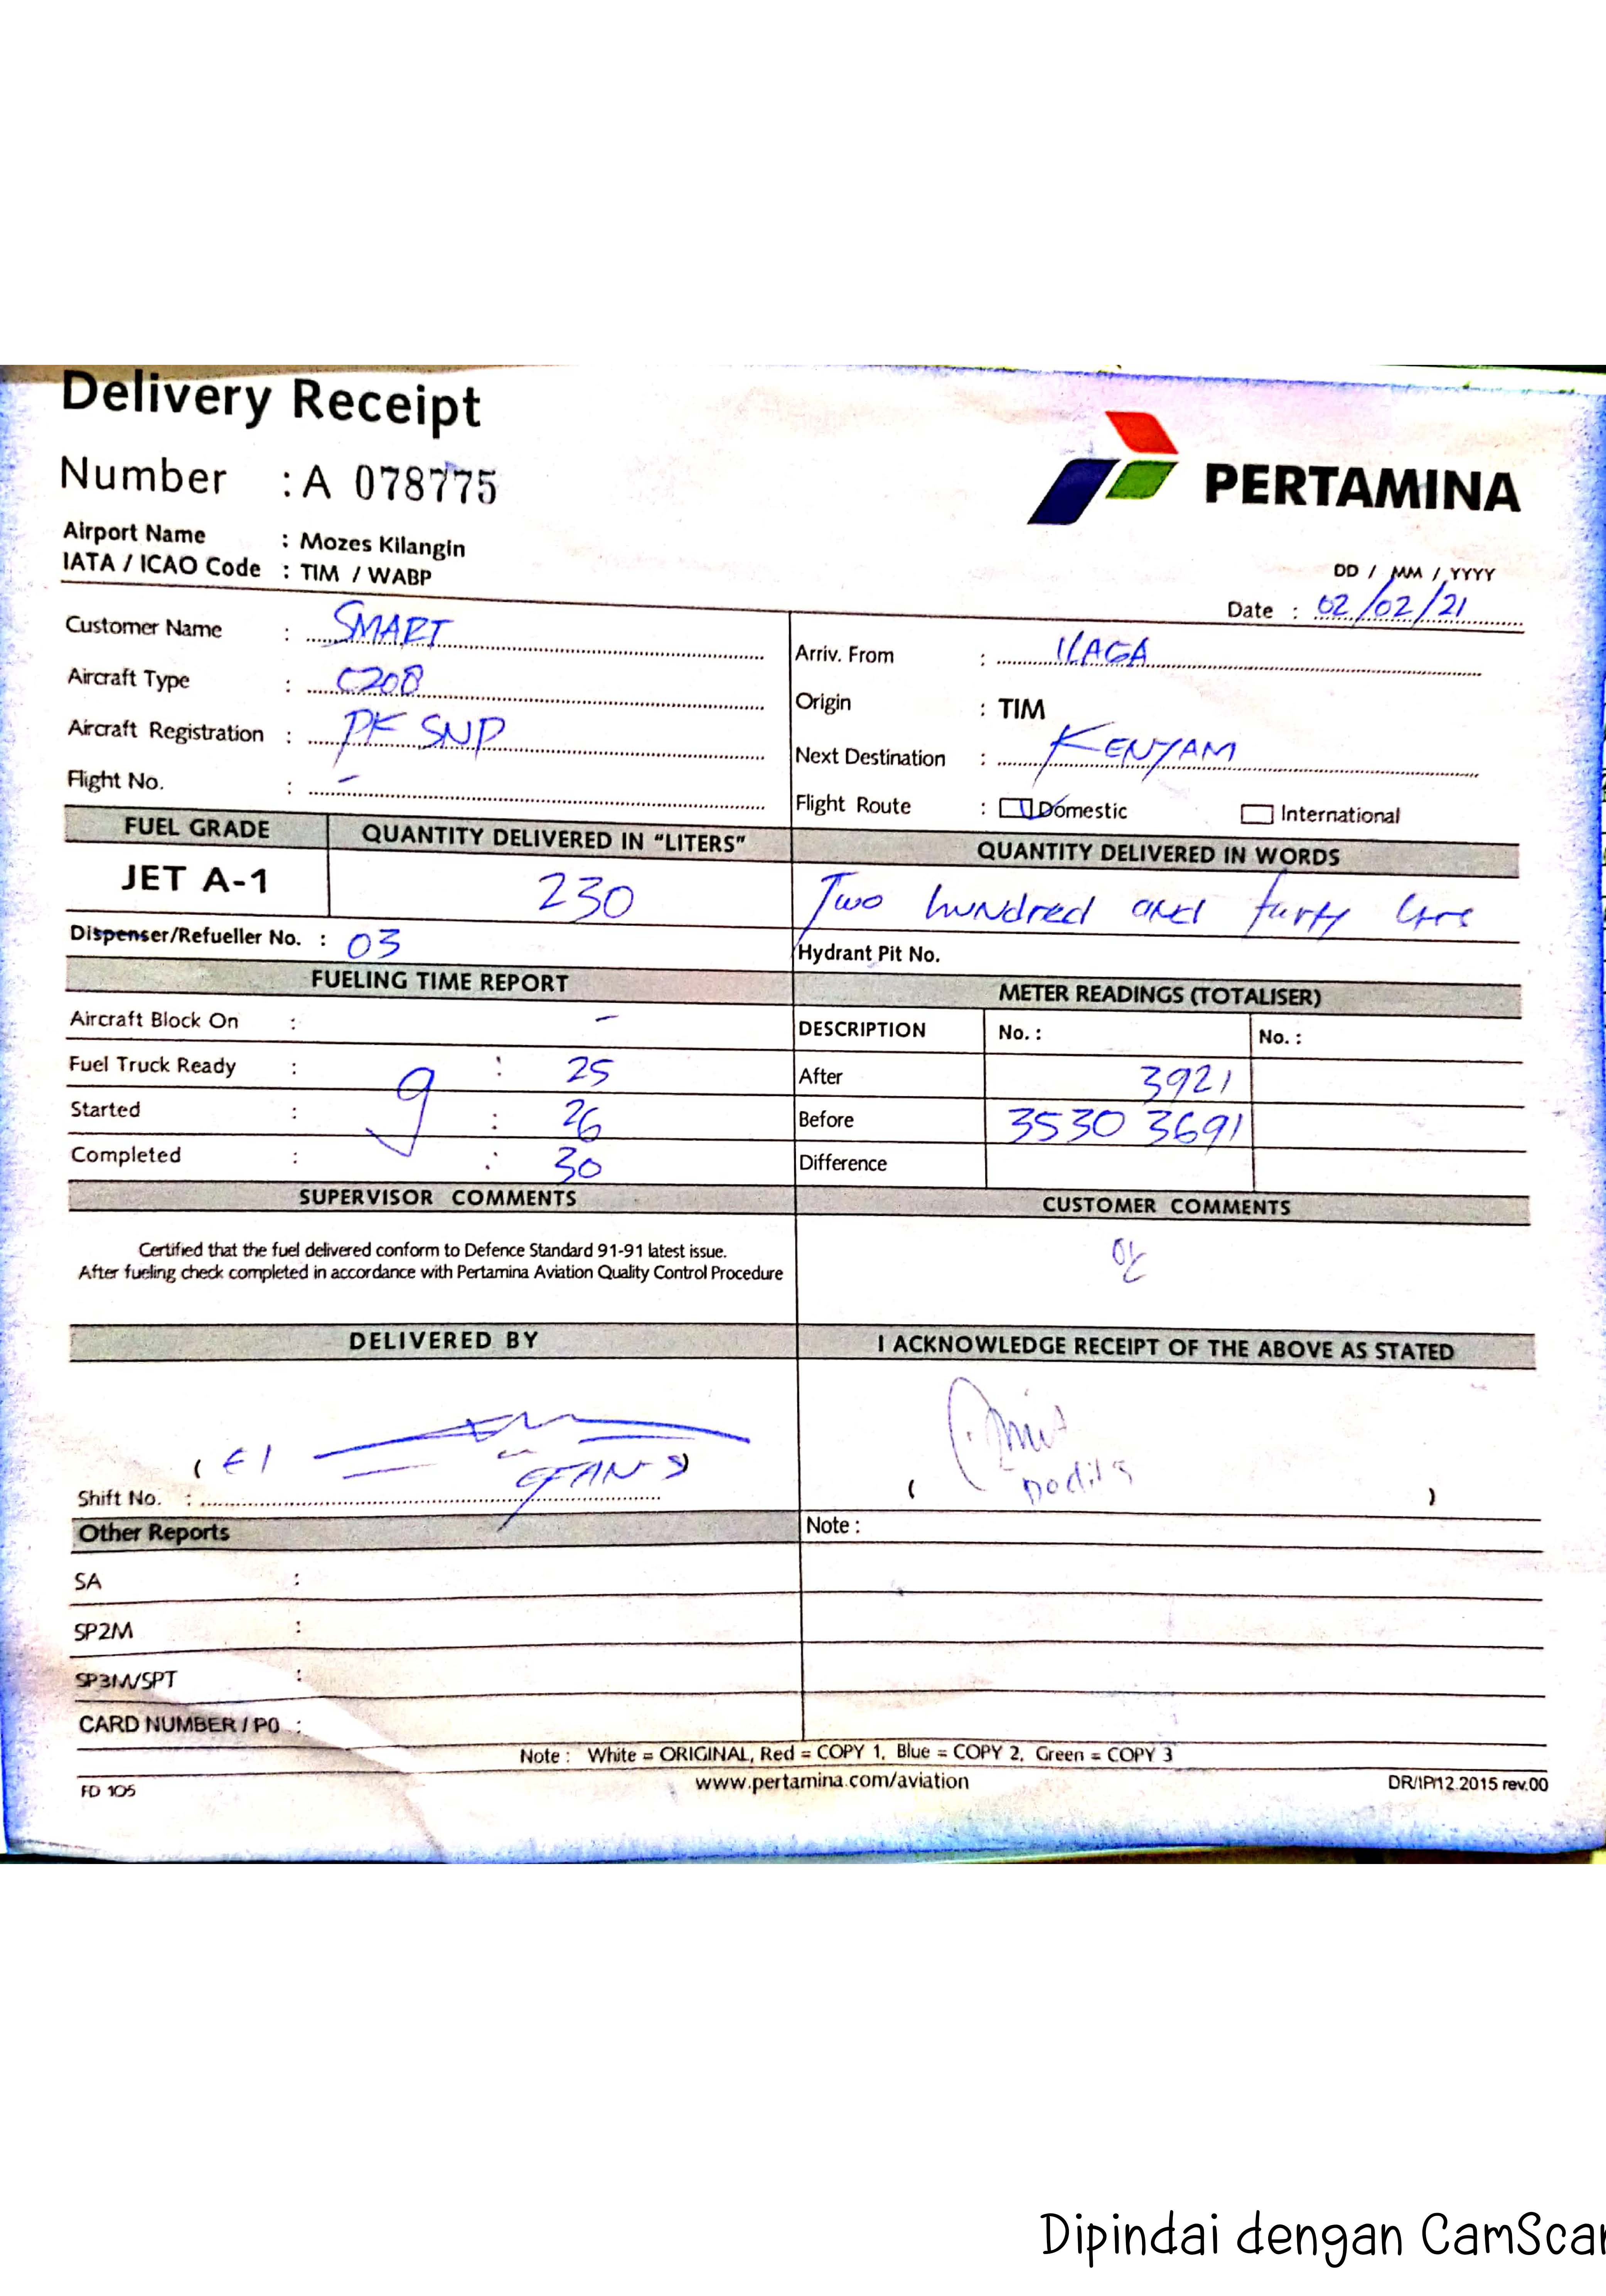 Delivery Receipt
Number : A 078775
PERTAMINA
Airport Name : Mozes Kilangin
IATA / ICAO Code : TIM / WABP
DD / MM / YYYY
Date : 02/02/21
Customer Name : SMART
Arriv. From : ILAGA
Aircraft Type : C208
Origin : TIM
Aircraft Registration : PK SNP
Next Destination : KENYAM
Flight No. : -
Flight Route : Domestic International
FUEL GRADE QUANTITY DELIVERED IN "LITERS" QUANTITY DELIVERED IN WORDS
JET A-1 230 Two hundred and
Dispenser/Refueller No. : 03 Hydrant Pit No.
FUELING TIME REPORT METER READINGS (TOTALISER)
Aircraft Block On : - DESCRIPTION No. : No. :
Fuel Truck Ready : : 25 After 3921
Started : 9 : 26 Before 3530 3691
Completed : : 30 Difference
SUPERVISOR COMMENTS CUSTOMER COMMENTS
Certified that the fuel delivered conform to Defence Standard 91-91 latest issue.
After fueling check completed in accordance with Pertamina Aviation Quality Control Procedure
DELIVERED BY I ACKNOWLEDGE RECEIPT OF THE ABOVE AS STATED
( )
( )
Shift No. :
Other Reports Note :
SA :
SP2M :
SP3M/SPT :
CARD NUMBER / PO :
Note : White = ORIGINAL, Red = COPY 1, Blue = COPY 2, Green = COPY 3
FD 105 www.pertamina.com/aviation DR/IP/12.2015 rev.00
Dipindai dengan CamScan